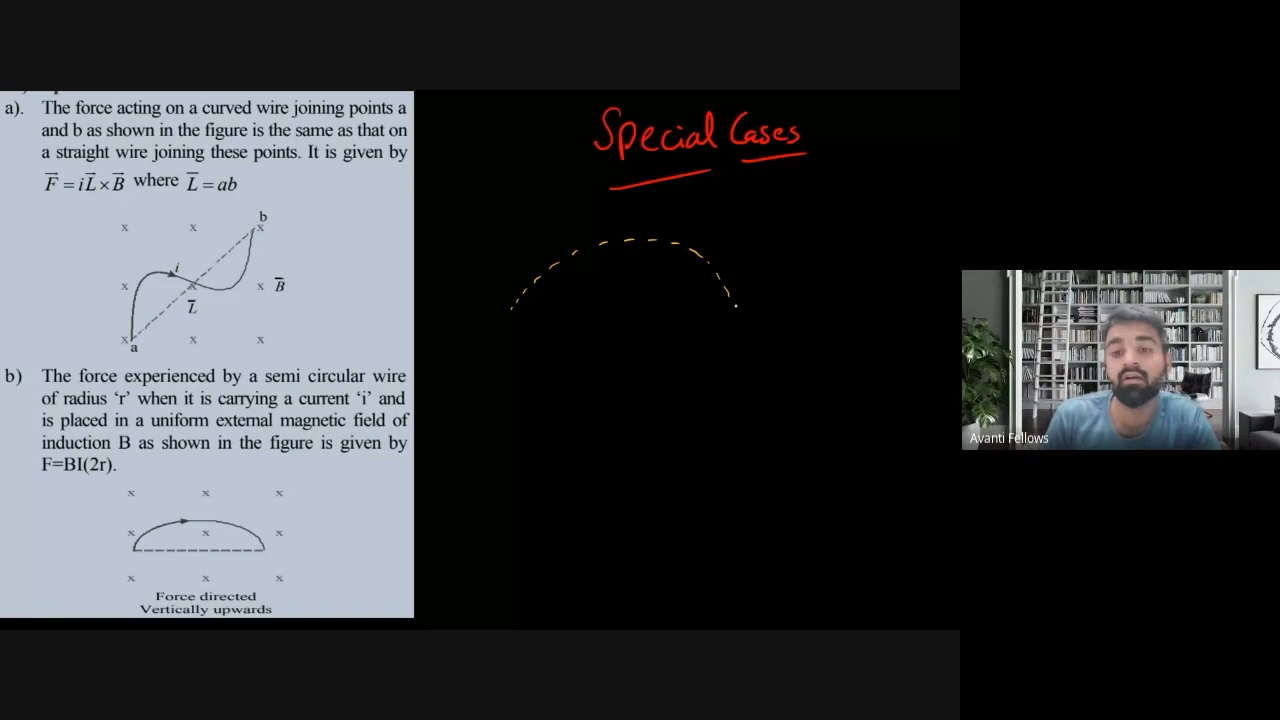 a). The force acting on a curved wire joining points a
and b as shown in the figure is the same as that on
a straight wire joining these points. It is given by
F⃗ = iL⃗ × B⃗ where L̅ = ab
b
x x x
i
x x x B̅
L̅
x x x
a
b) The force experienced by a semi circular wire
of radius ‘r’ when it is carrying a current ‘i’ and
is placed in a uniform external magnetic field of
induction B as shown in the figure is given by
F=BI(2r).
x x x
x x x
x x x
Force directed
Vertically upwards
Special Cases
Avanti Fellows